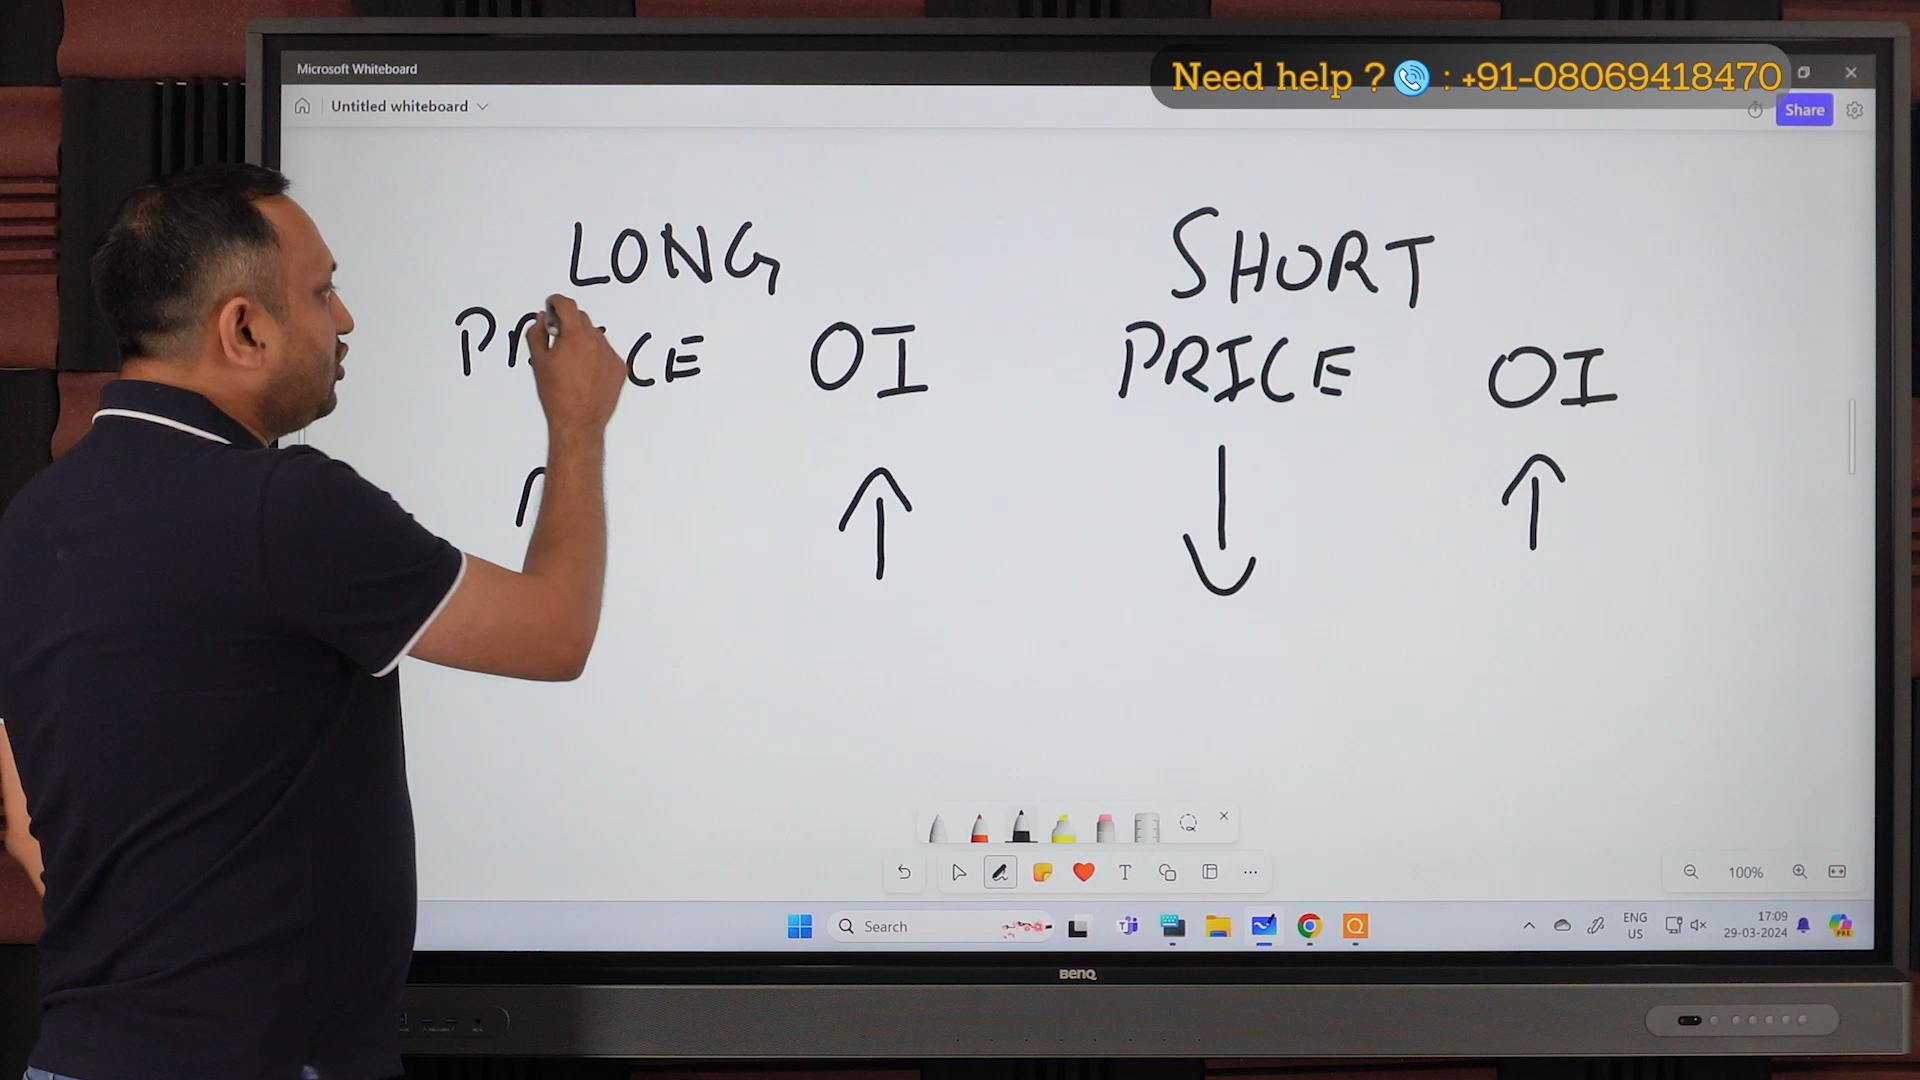 Need help ? : +91-08069418470
Microsoft Whiteboard
Untitled whiteboard
Share
LONG
SHORT
OI
PRICE
OI
100%
Search
ENG
US
17:09
29-03-2024
BenQ